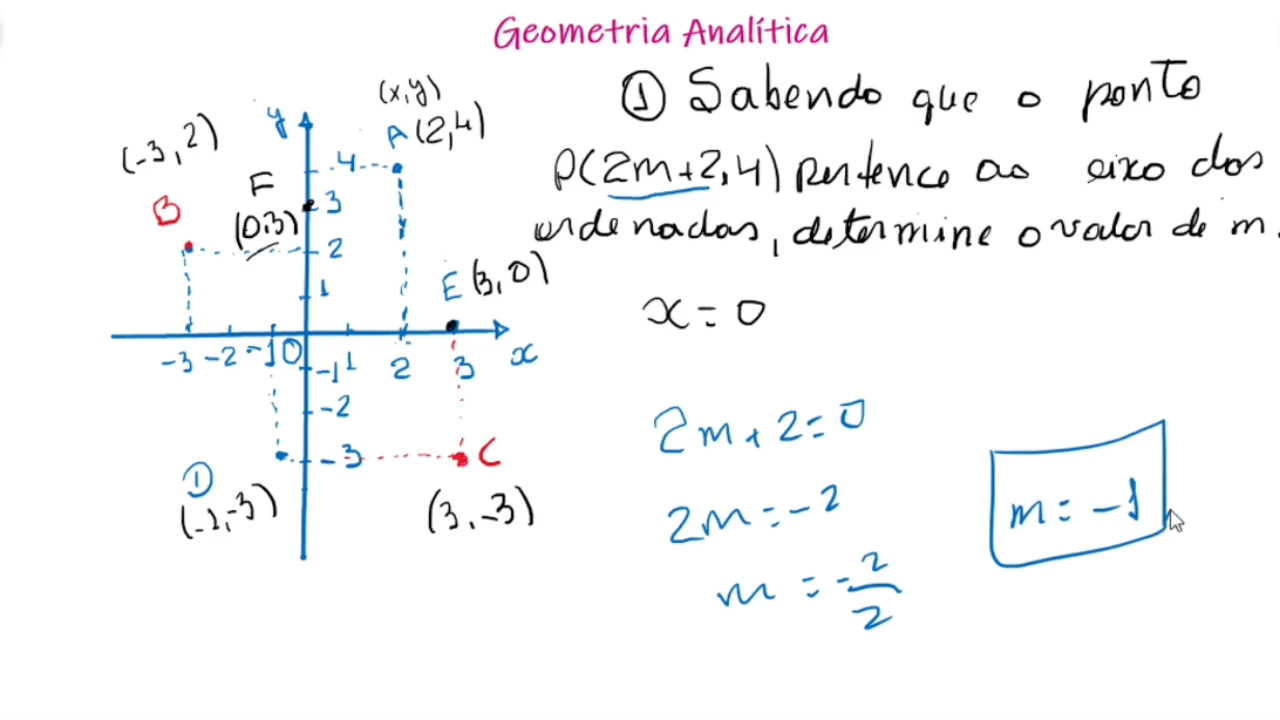 Geometria Analítica
① Sabendo que o ponto
P(2m+2,4) pertence ao eixo dos
ordenadas, determine o valor de m.
x = 0
2m + 2 = 0
2m = -2
m = -2/2
m = -1
(x,y)
y
A (2,4)
(-3,2)
4
F
B
3
(0,3)
2
E (3,0)
1
-3 -2 -1 0 1 2 3 x
-1
-2
-3
C
D
(-1,-3)
(3,-3)